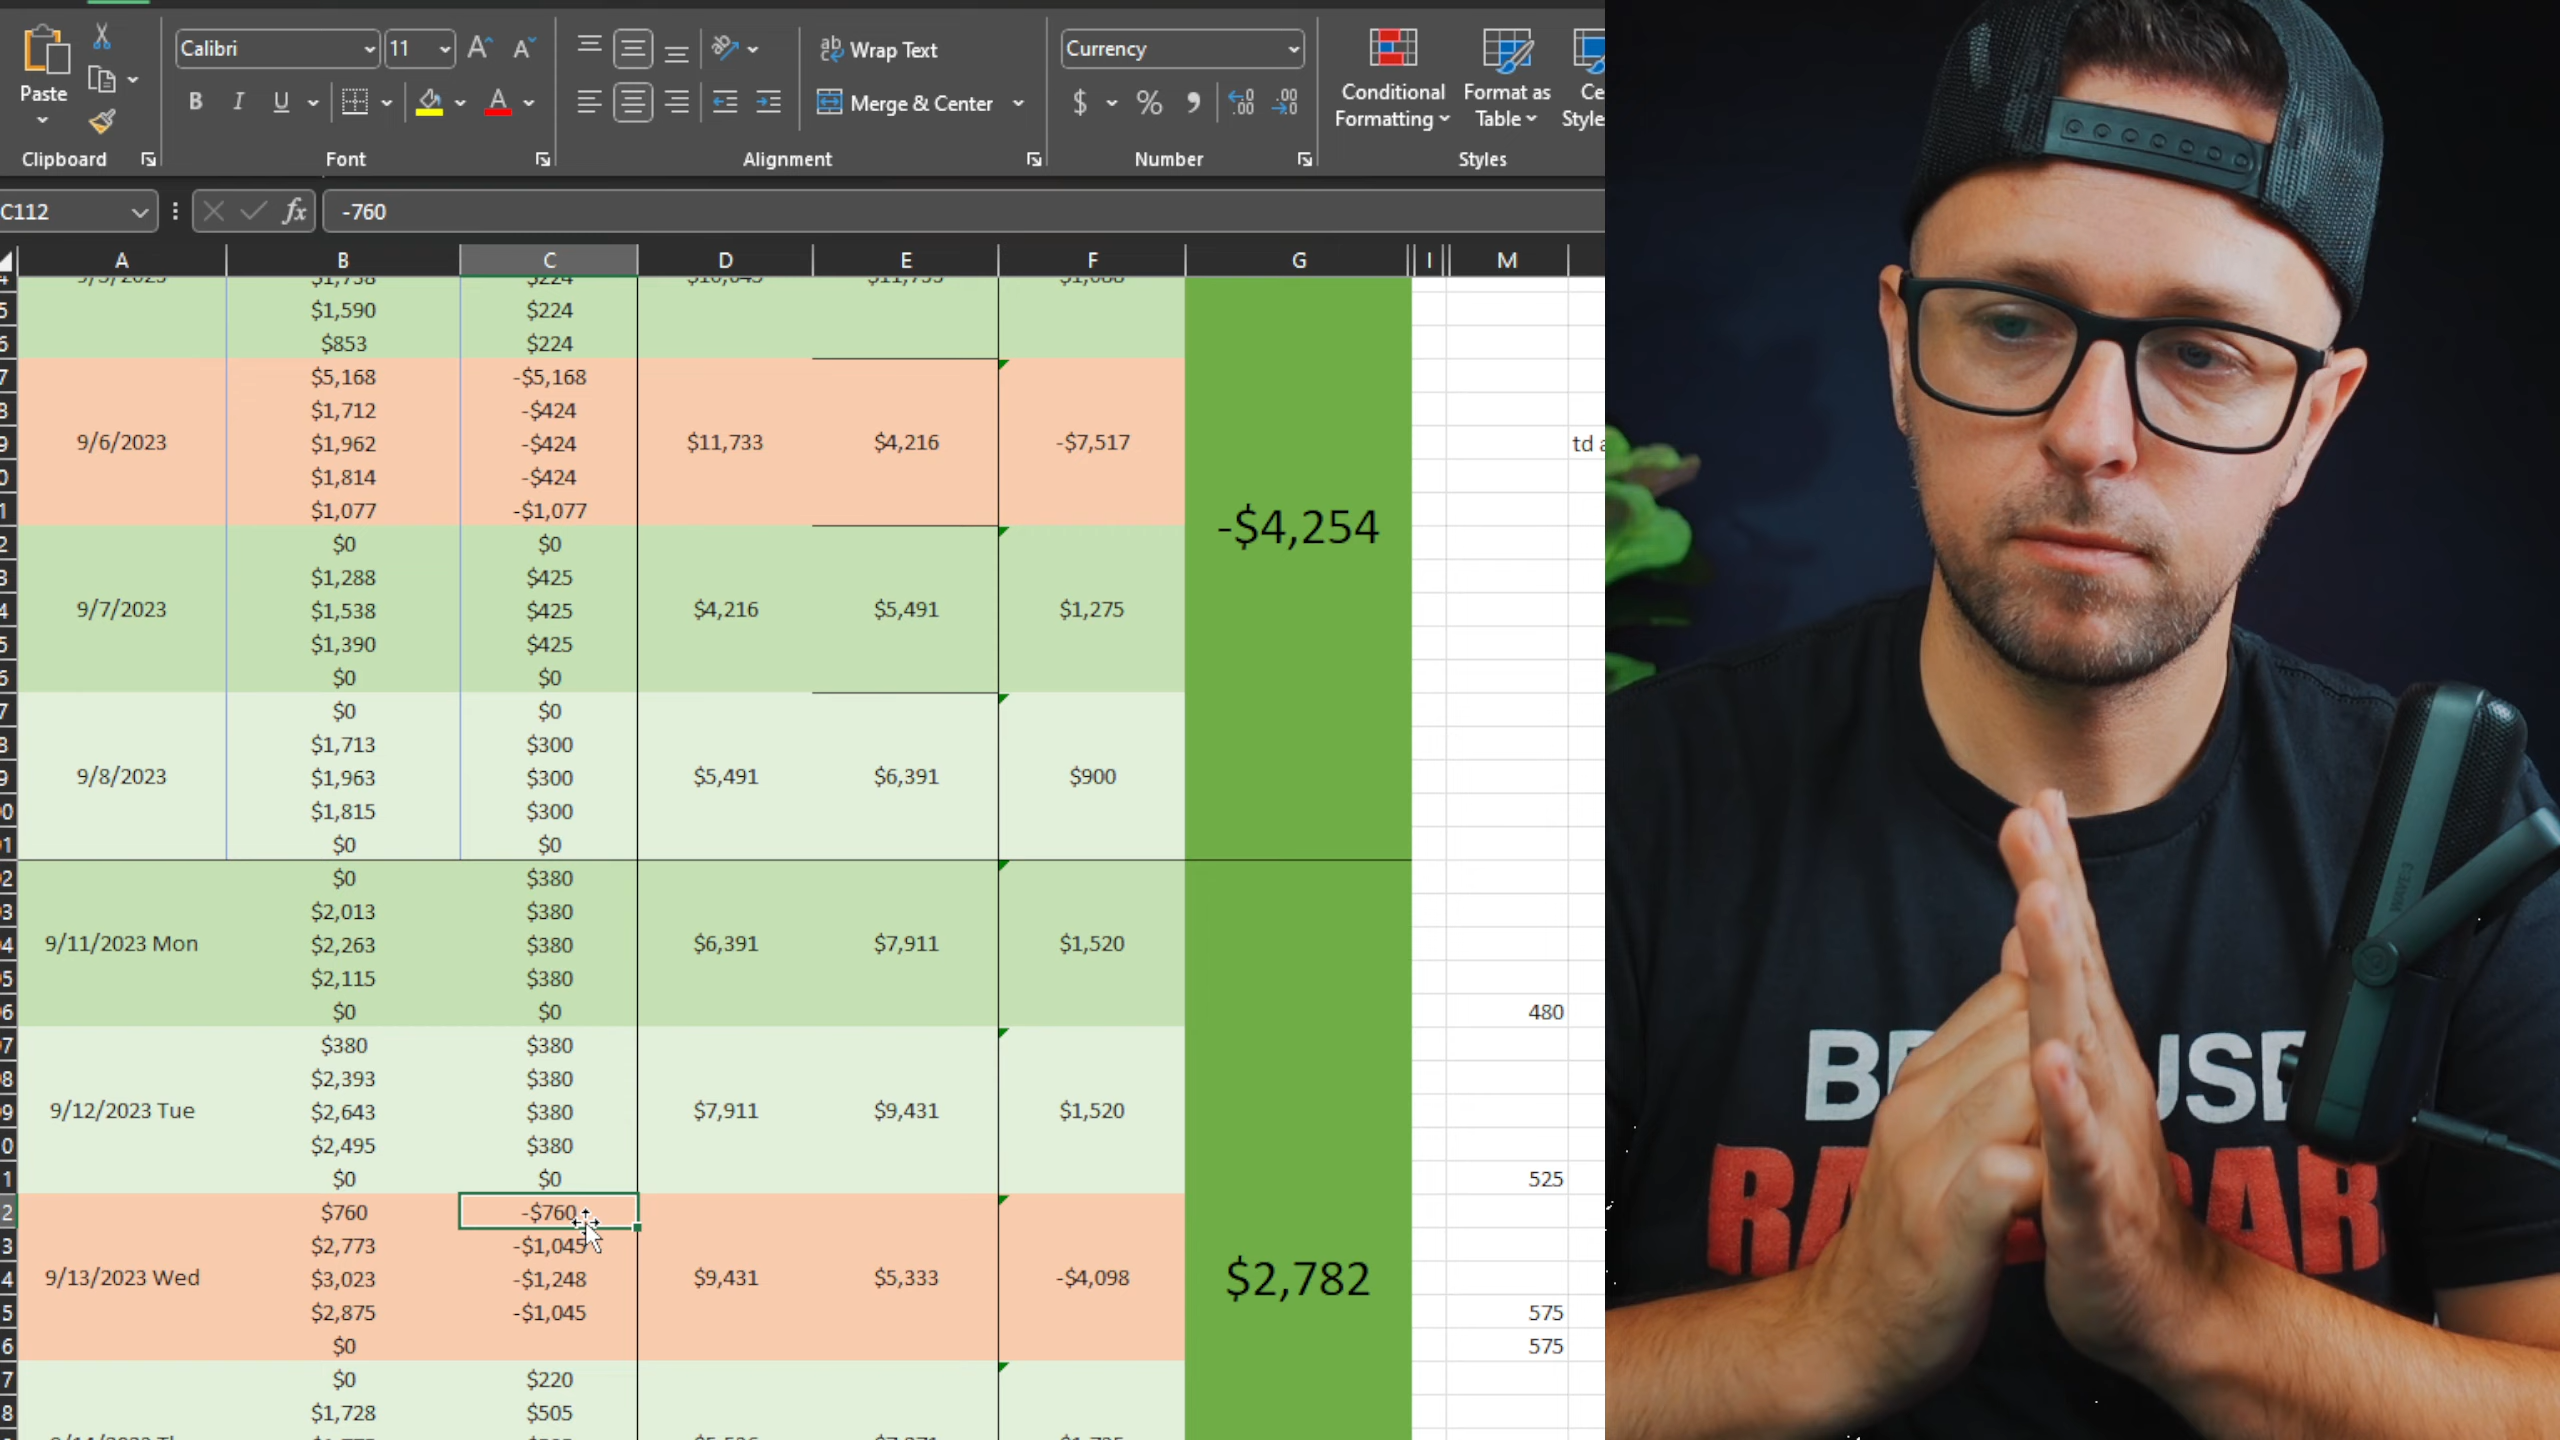 Paste
Clipboard
Calibri
11
B I U
Font
Wrap Text
Merge & Center
Alignment
Currency
$ %
Number
Conditional Formatting
Format as Table
Styles
C112
fx -760
A B C D E F G I M
$1,590 $224
$853 $224
$5,168 -$5,168
$1,712 -$424
9/6/2023 $1,962 -$424 $11,733 $4,216 -$7,517
$1,814 -$424
$1,077 -$1,077
-$4,254
$0 $0
$1,288 $425
9/7/2023 $1,538 $425 $4,216 $5,491 $1,275
$1,390 $425
$0 $0
$0 $0
$1,713 $300
9/8/2023 $1,963 $300 $5,491 $6,391 $900
$1,815 $300
$0 $0
$0 $380
$2,013 $380
9/11/2023 Mon $2,263 $380 $6,391 $7,911 $1,520
$2,115 $380
$0 $0 480
$380 $380
$2,393 $380
9/12/2023 Tue $2,643 $380 $7,911 $9,431 $1,520
$2,495 $380
$0 $0 525
$760 -$760
$2,773 -$1,045
9/13/2023 Wed $3,023 -$1,248 $9,431 $5,333 -$4,098 $2,782
$2,875 -$1,045 575
$0 575
$0 $220
$1,728 $505
td
WAVE:3